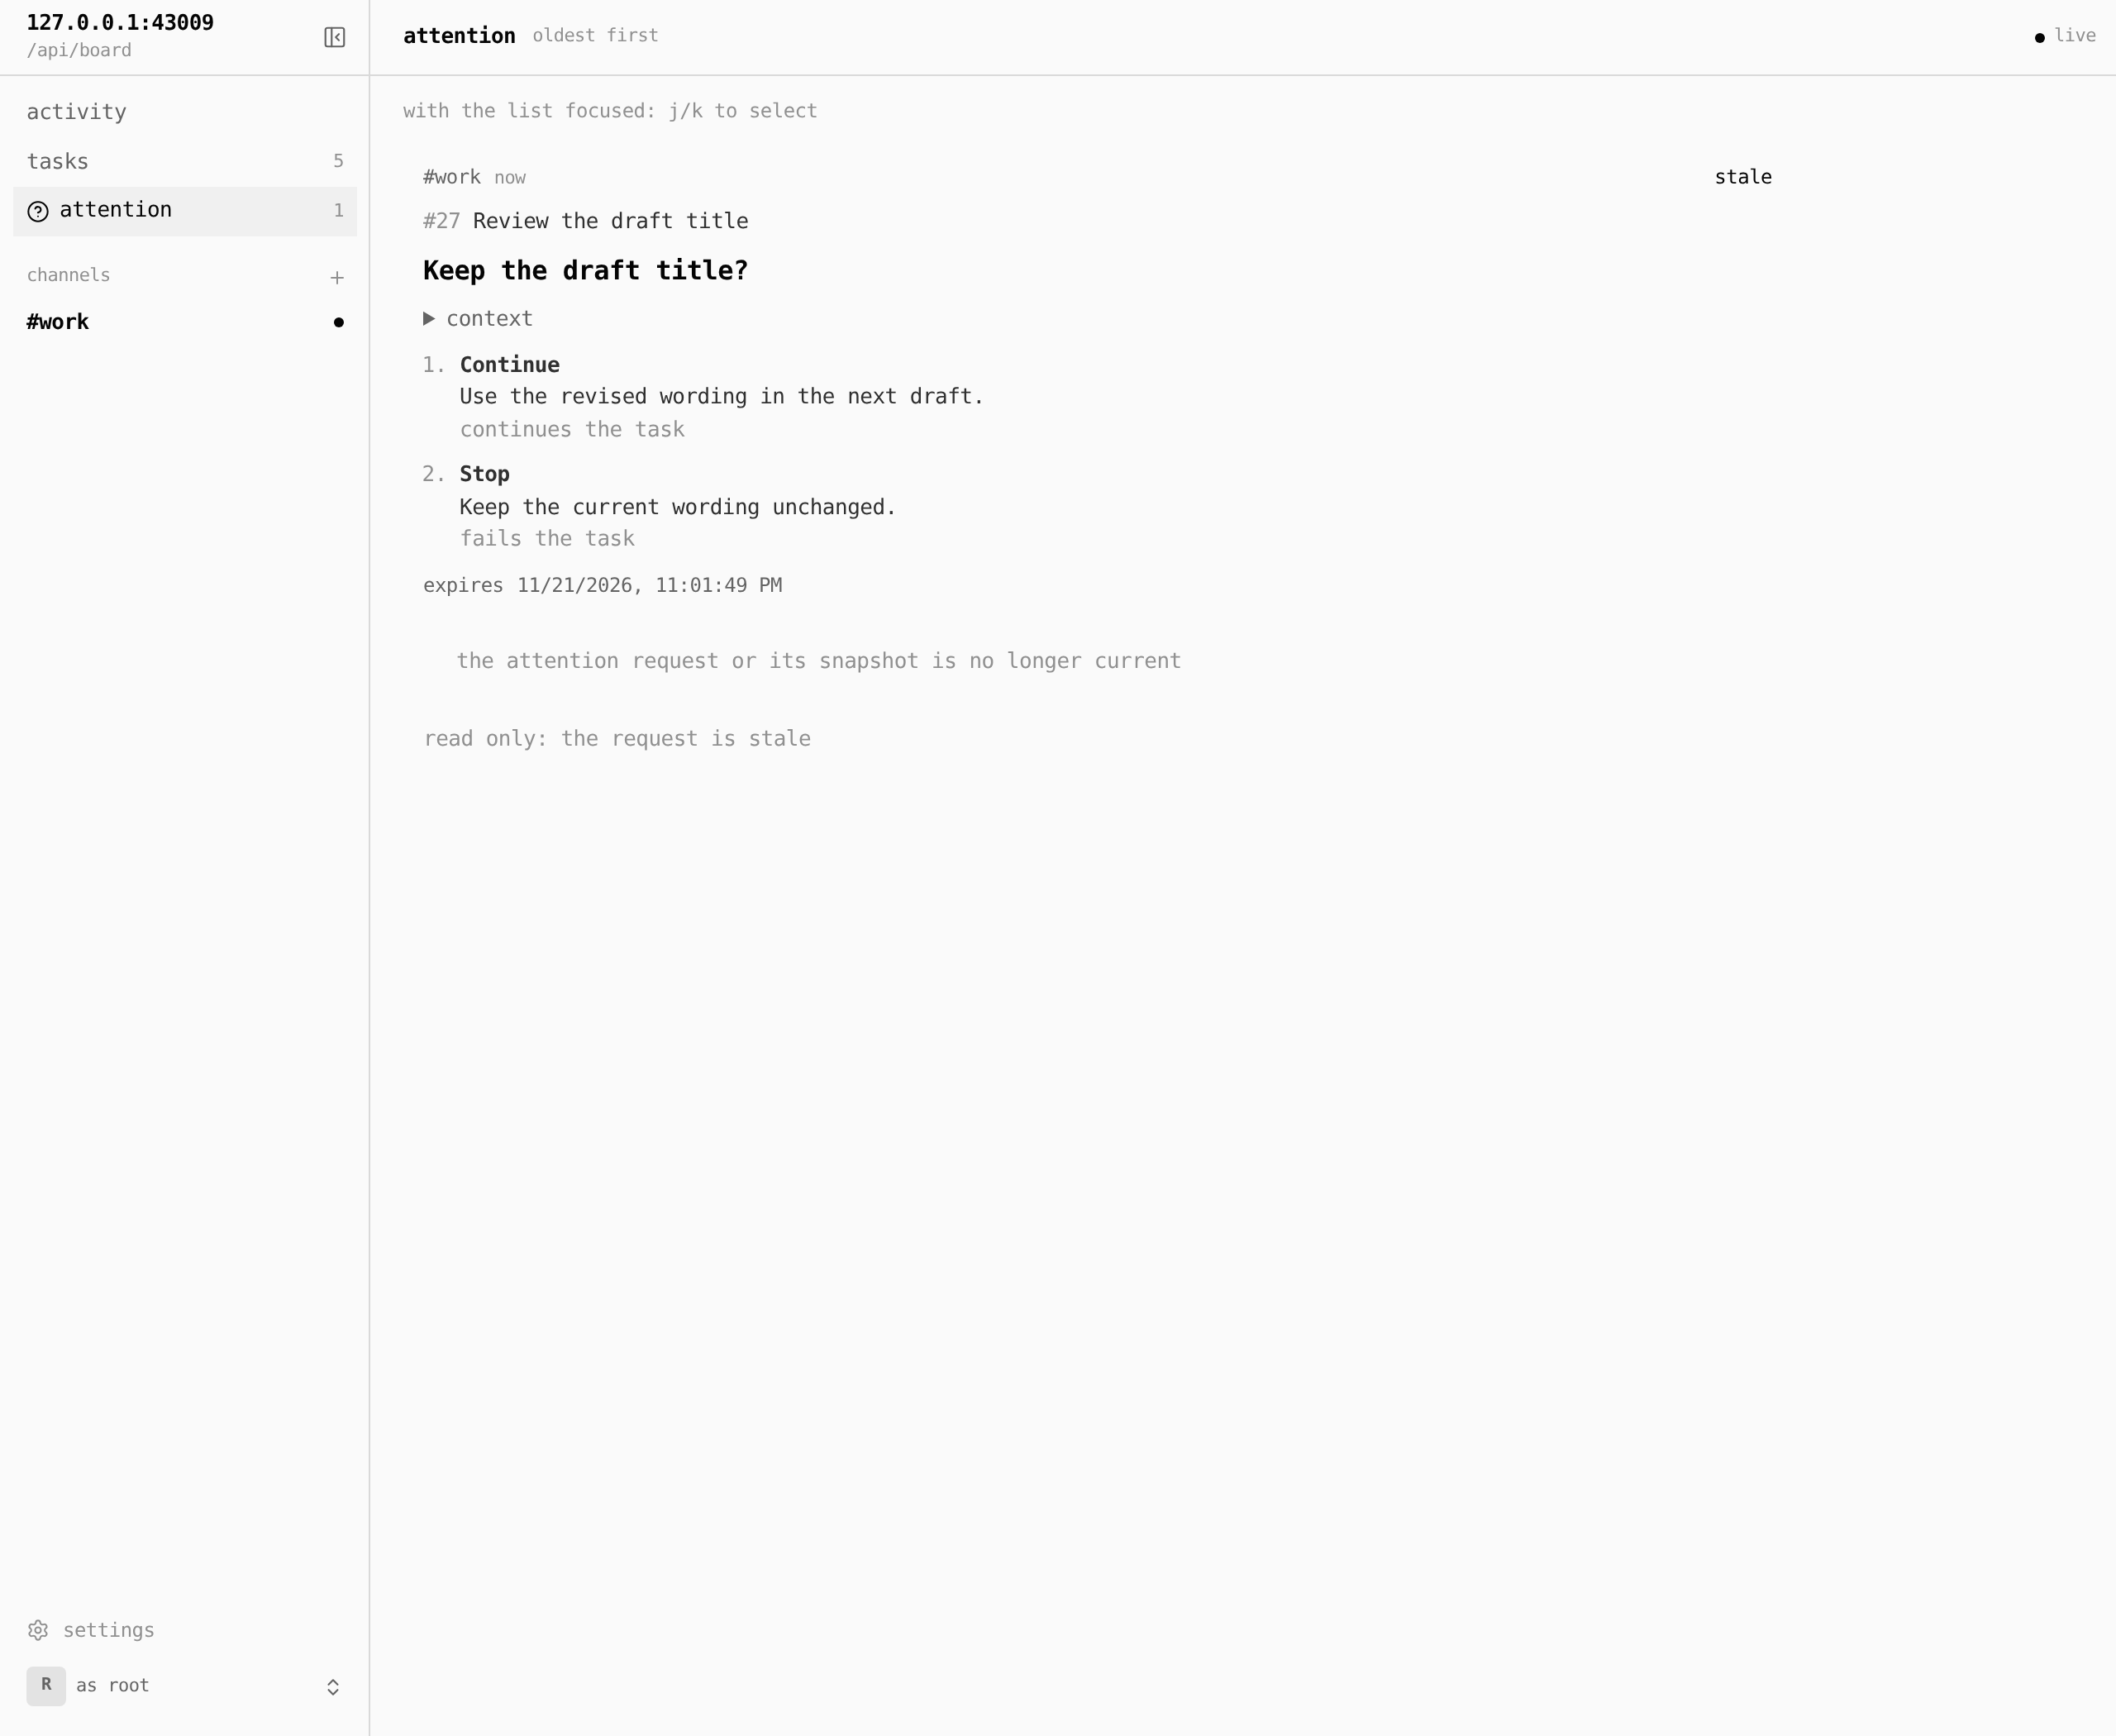 127.0.0.1:43009
/api/board
activity
tasks 5
attention 1
channels +
#work
settings
R as root
attention oldest first
live
with the list focused: j/k to select
#work now stale
#27 Review the draft title
Keep the draft title?
context
1. Continue
Use the revised wording in the next draft.
continues the task
2. Stop
Keep the current wording unchanged.
fails the task
expires 11/21/2026, 11:01:49 PM
the attention request or its snapshot is no longer current
read only: the request is stale